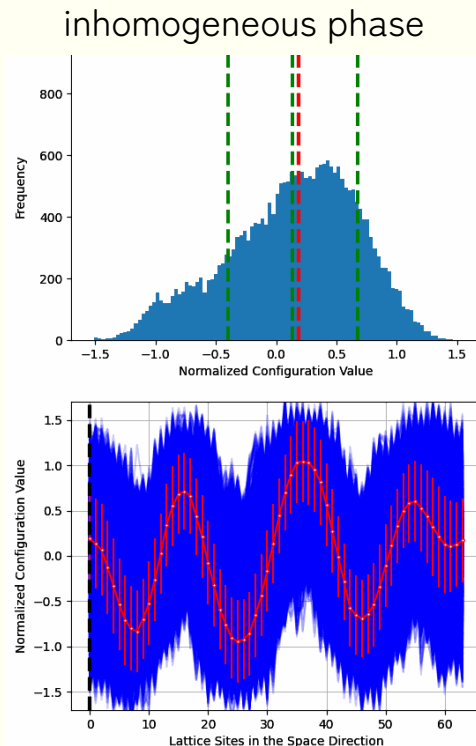 inhomogeneous phase
800
600
400
200
0
Frequency
−1.5 −1.0 −0.5 0.0 0.5 1.0 1.5
Normalized Configuration Value
1.5
1.0
0.5
0.0
−0.5
−1.0
−1.5
Normalized Configuration Value
0 10 20 30 40 50 60
Lattice Sites in the Space Direction